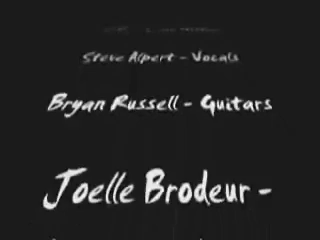 Steve Alpert - Vocals
Bryan Russell - Guitars
Joelle Brodeur -